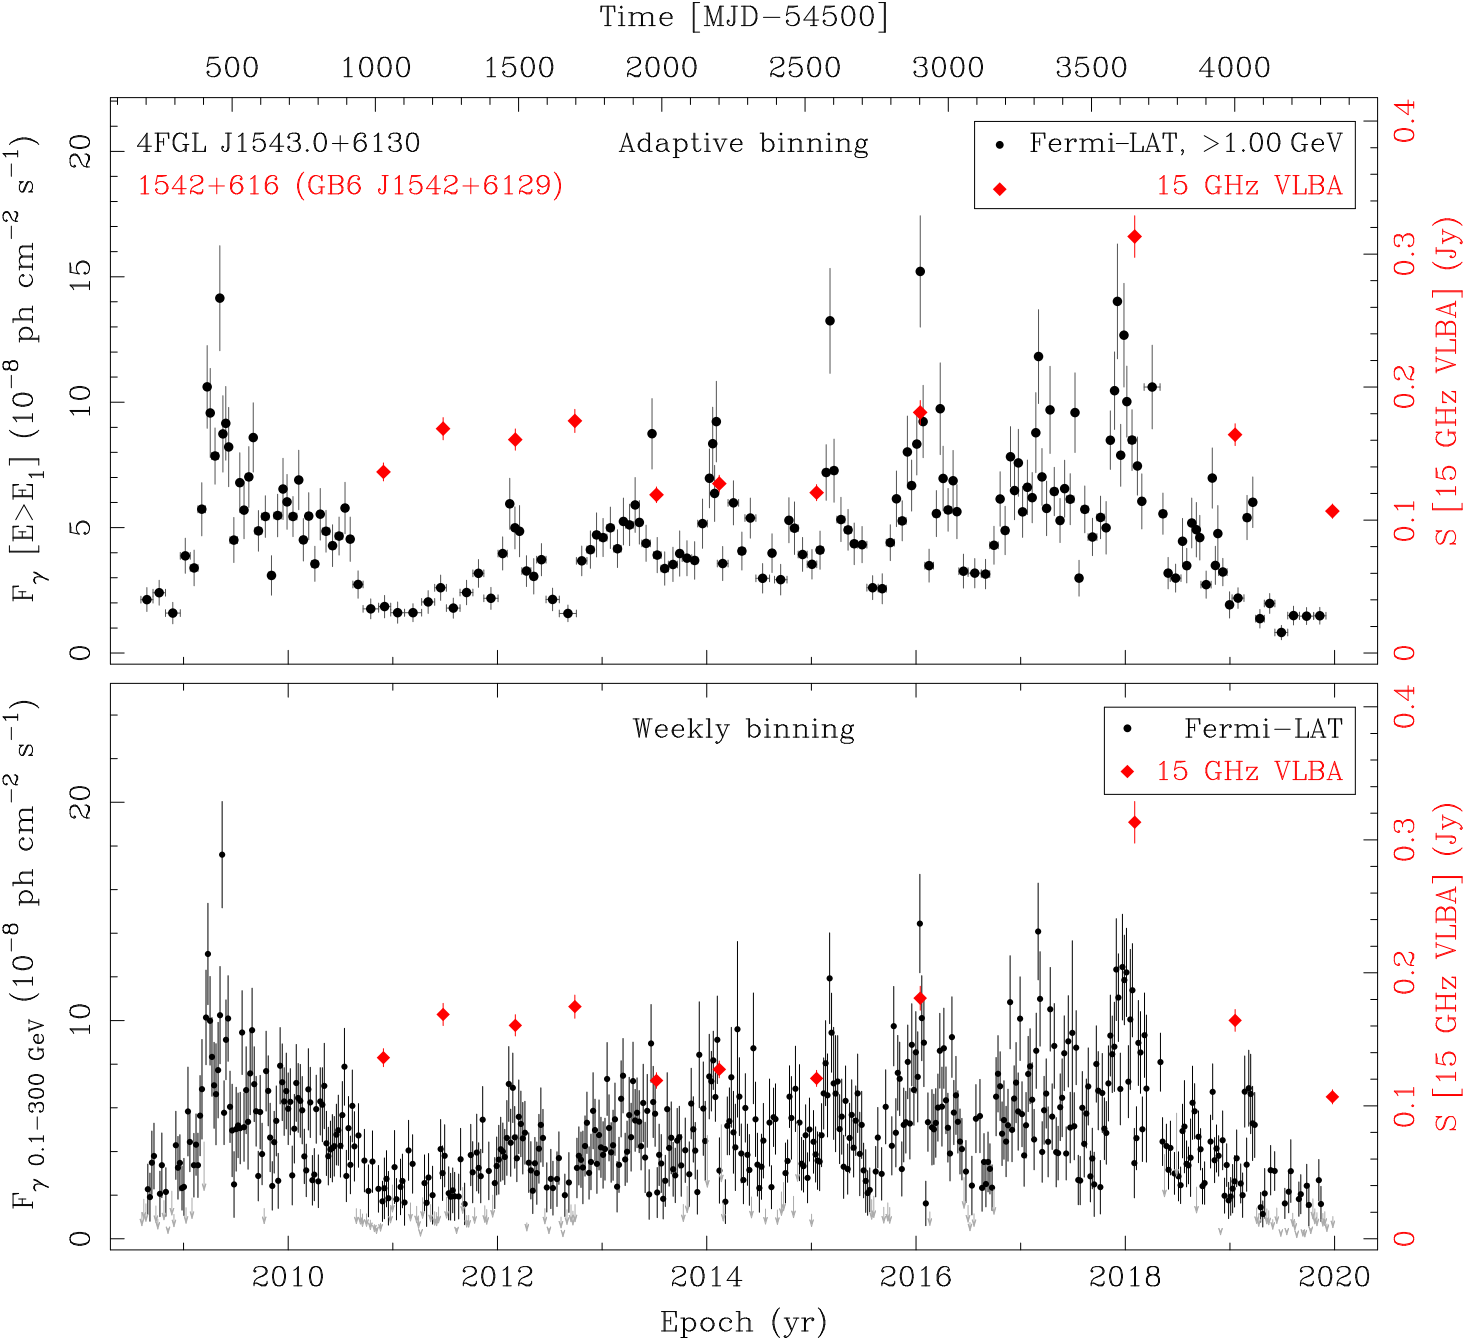 Time [MJD−54500]
500 1000 1500 2000 2500 3000 3500 4000
4FGL J1543.0+6130
1542+616 (GB6 J1542+6129)
Adaptive binning
Fermi−LAT, >1.00 GeV
15 GHz VLBA
F_γ [E>E_1] (10^−8 ph cm^−2 s^−1)
20
15
10
5
0
0.4
0.3
0.2
0.1
0
S [15 GHz VLBA] (Jy)
Weekly binning
Fermi−LAT
15 GHz VLBA
F_γ 0.1−300 GeV (10^−8 ph cm^−2 s^−1)
20
10
0
0.4
0.3
0.2
0.1
0
S [15 GHz VLBA] (Jy)
2010 2012 2014 2016 2018 2020
Epoch (yr)